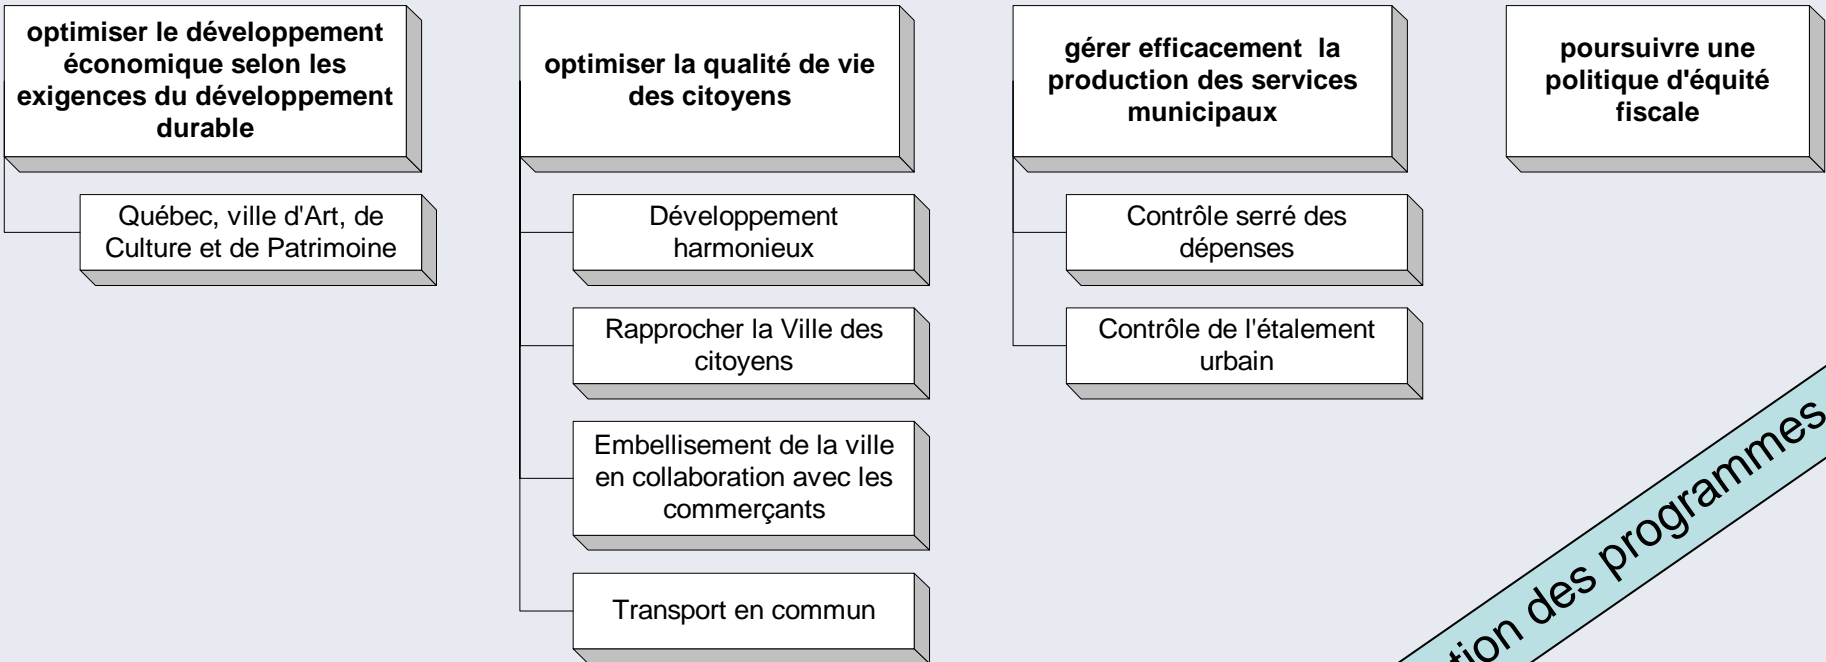 optimiser le développement
économique selon les
exigences du développement
durable
Québec, ville d'Art, de
Culture et de Patrimoine
optimiser la qualité de vie
des citoyens
Développement
harmonieux
Rapprocher la Ville des
citoyens
Embellisement de la ville
en collaboration avec les
commerçants
Transport en commun
gérer efficacement la
production des services
municipaux
Contrôle serré des
dépenses
Contrôle de l'étalement
urbain
poursuivre une
politique d'équité
fiscale
des programmes